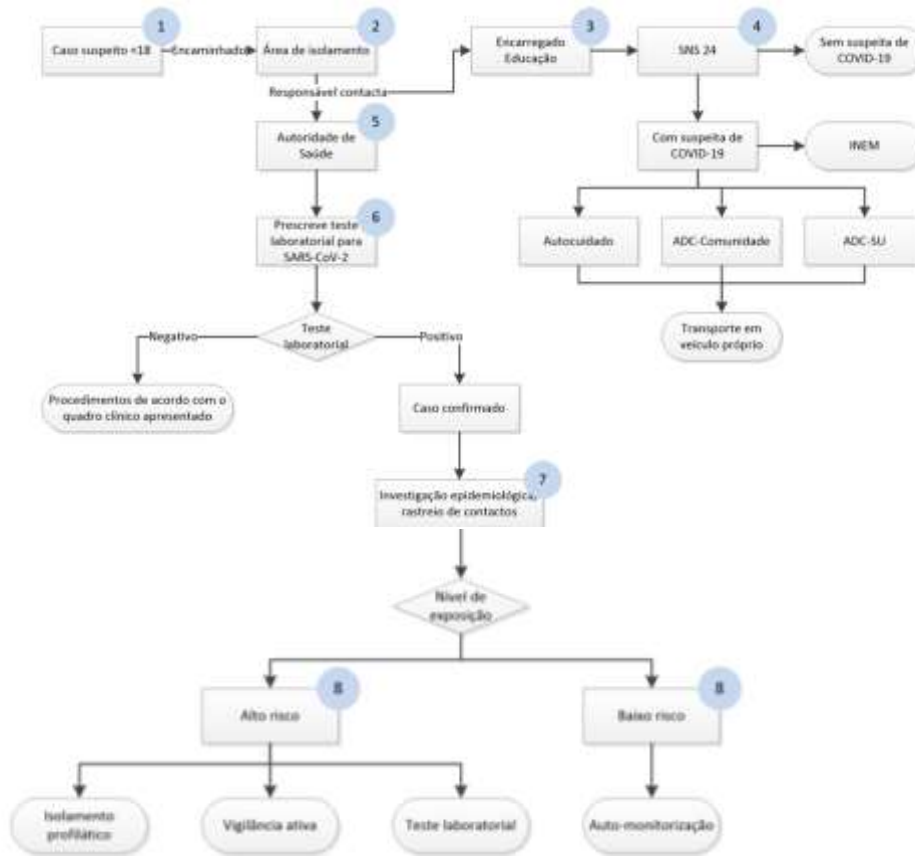 1
2
3
4
Caso suspeito <18
Encaminhado
Área de isolamento
Encarregado
Educação
SNS 24
Sem suspeita de
COVID-19
Responsável contacta
5
Autoridade de
Saúde
Com suspeita de
COVID-19
INEM
6
Prescreve teste
laboratorial para
SARS-CoV-2
Autocuidado
ADC-Comunidade
ADC-SU
Negativo
Teste
laboratorial
Positivo
Transporte em
veículo próprio
Procedimentos de acordo com o
quadro clínico apresentado
Caso confirmado
7
Investigação epidemiológica,
rastreio de contactos
Nível de
exposição
8
Alto risco
8
Baixo risco
Isolamento
profilático
Vigilância ativa
Teste laboratorial
Auto-monitorização